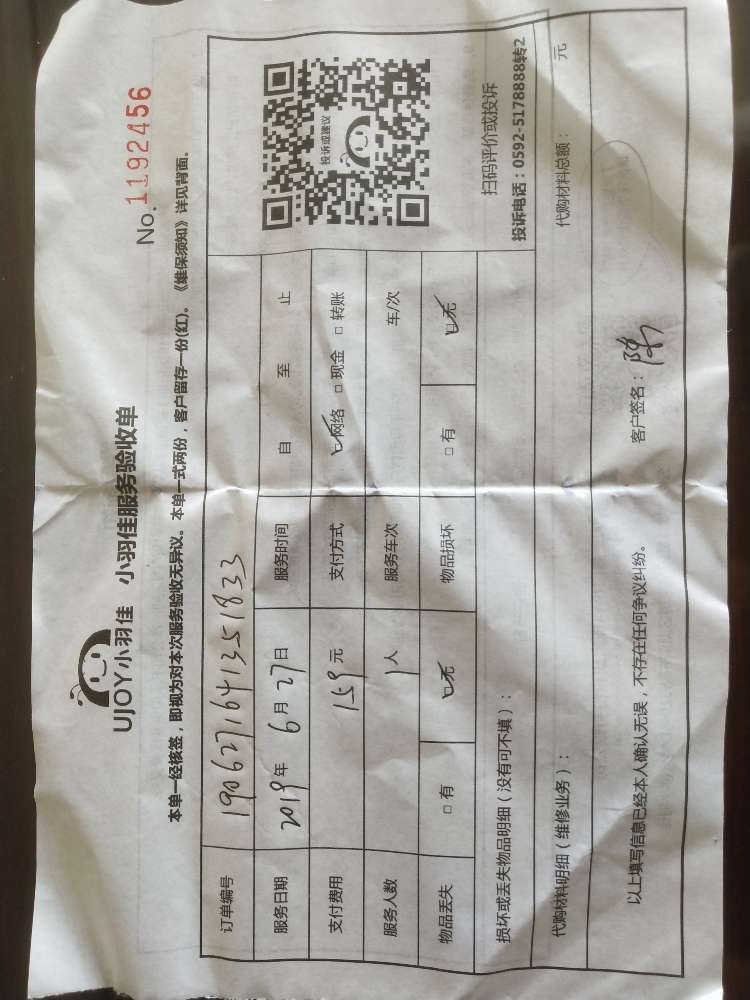 UJOY小羽佳 小羽佳服务验收单
No.1192456
本单一经核签，即视为对本次服务验收无异议。本单一式两份，客户留存一份(红)。《维保须知》详见背面。
订单编号 190627164135 1833
服务日期 2019年 6月27日 服务时间 自 至 止
支付费用 159元 支付方式 ☑网络 □现金 □转账
服务人数 1人 服务车次 车/次
物品丢失 □有 ☑无 物品损坏 □有 ☑无
投诉或建议
扫码评价或投诉
投诉电话：0592-5178888转2
损坏或丢失物品明细（没有可不填）：
代购材料明细（维修业务）： 代购材料总额： 元
以上填写信息已经本人确认无误，不存在任何争议纠纷。 客户签名：陈